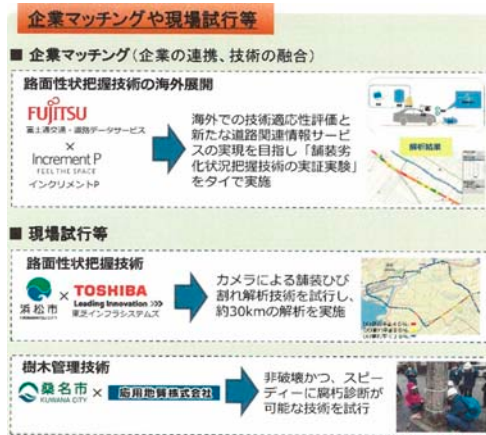 企業マッチングや現場試行等
■ 企業マッチング(企業の連携、技術の融合)
路面性状把握技術の海外展開
FUJITSU
富士通交通・道路データサービス
×
Increment P
FEEL THE SPACE
インクリメントP
海外での技術適応性評価と
新たな道路関連情報サービ
スの実現を目指し「舗装劣
化状況把握技術の実証実験」
をタイで実施
解析結果
■ 現場試行等
路面性状把握技術
浜松市
×
TOSHIBA
Leading Innovation >>>
東芝インフラシステムズ
カメラによる舗装ひび
割れ解析技術を試行し、
約30kmの解析を実施
樹木管理技術
桑名市
KUWANA CITY
×
応用地質株式会社
非破壊かつ、スピー
ディーに腐朽診断が
可能な技術を試行